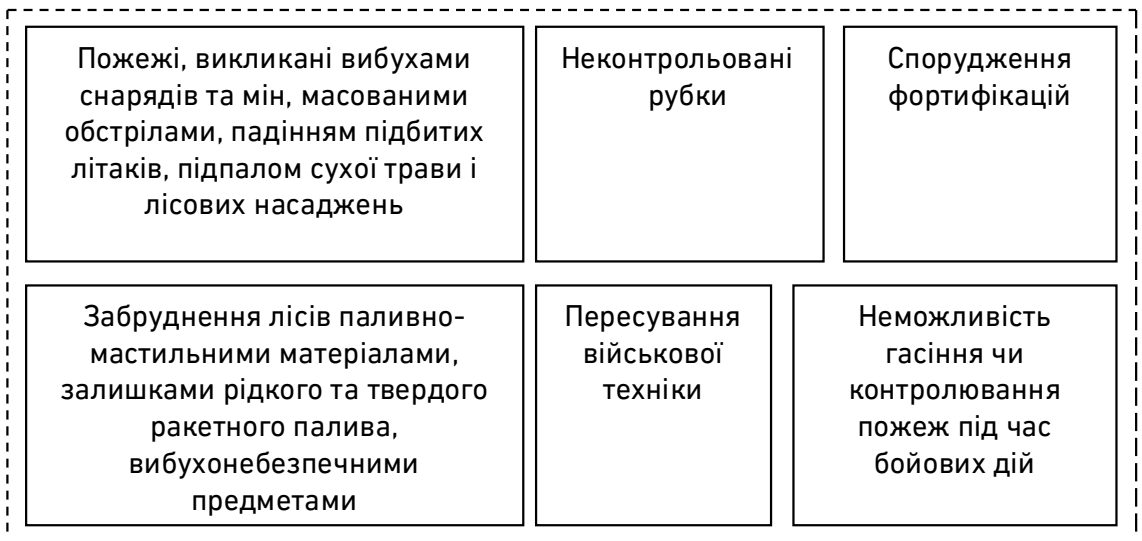 Пожежі, викликані вибухами
снарядів та мін, масованими
обстрілами, падінням підбитих
літаків, підпалом сухої трави і
лісових насаджень
Неконтрольовані
рубки
Спорудження
фортифікацій
Забруднення лісів паливно-
мастильними матеріалами,
залишками рідкого та твердого
ракетного палива,
вибухонебезпечними
предметами
Пересування
військової
техніки
Неможливість
гасіння чи
контролювання
пожеж під час
бойових дій